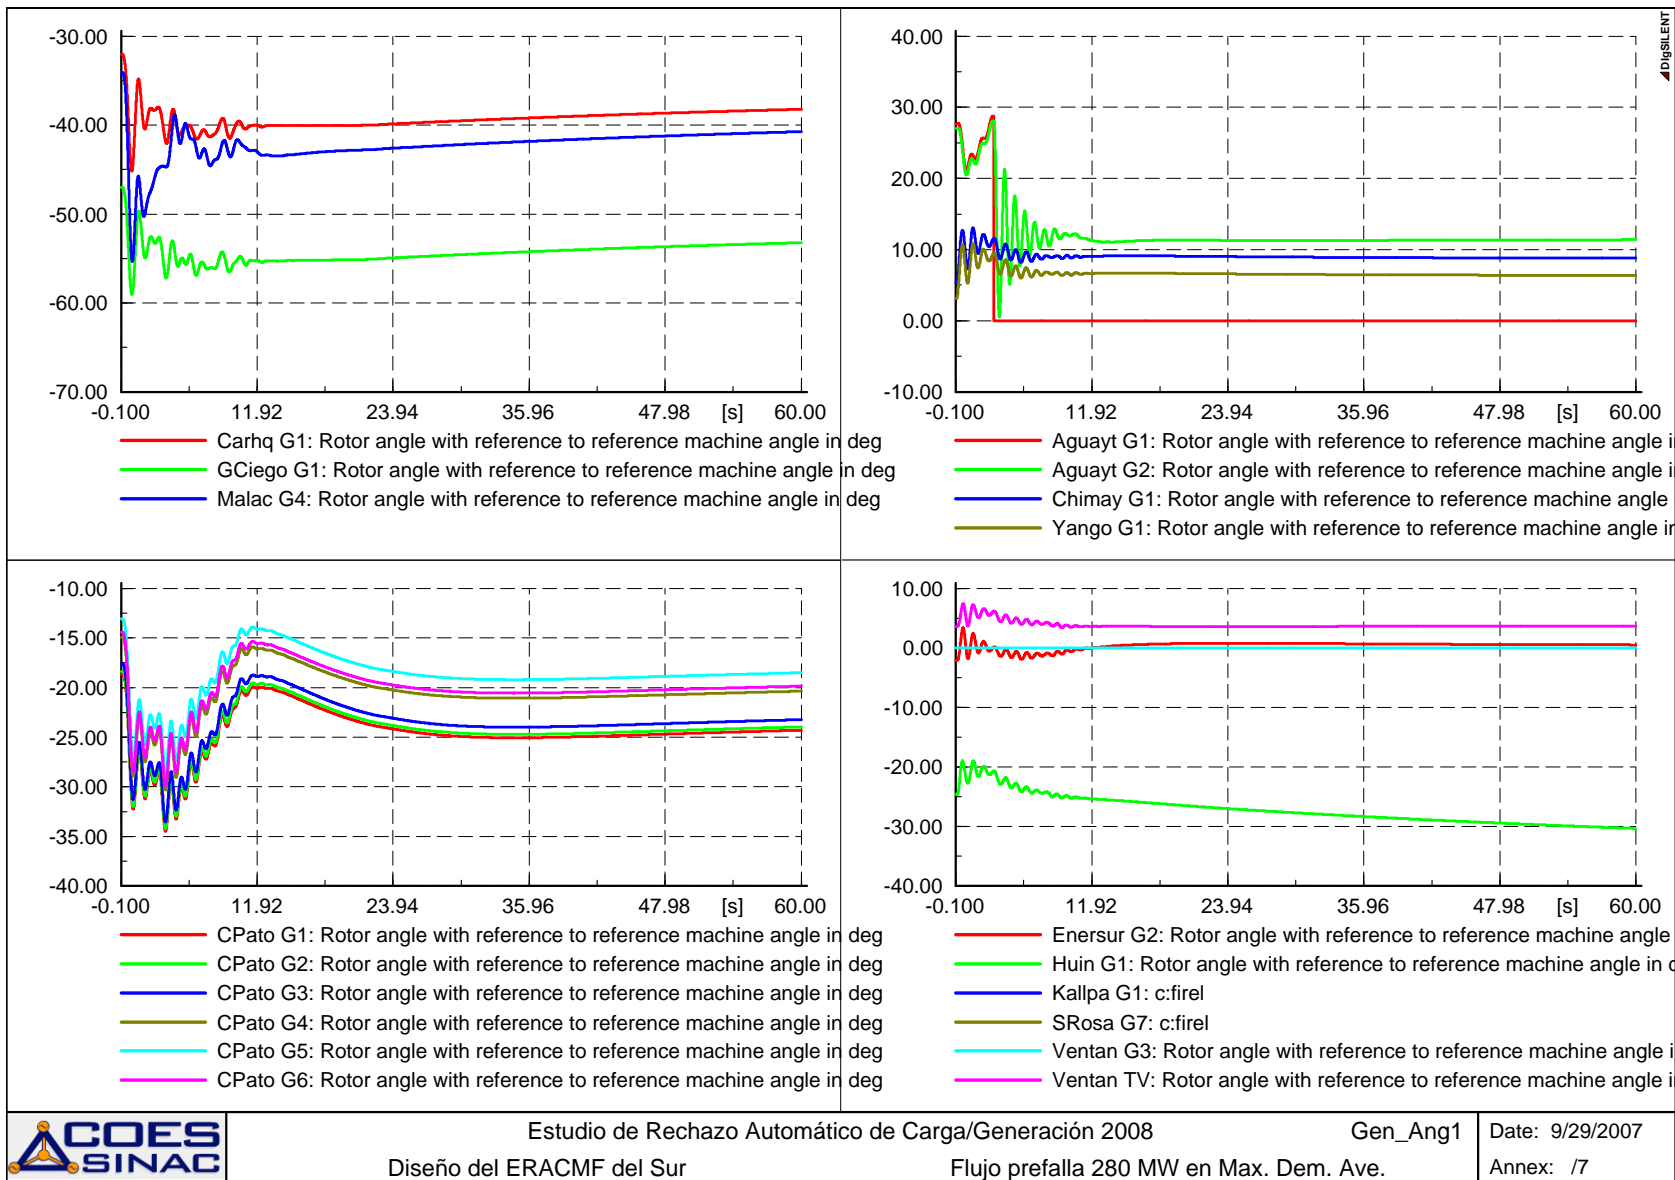 DIgSILENT
-30.00
-40.00
-50.00
-60.00
-70.00
-0.100 11.92 23.94 35.96 47.98 [s] 60.00
Carhq G1: Rotor angle with reference to reference machine angle in deg
GCiego G1: Rotor angle with reference to reference machine angle in deg
Malac G4: Rotor angle with reference to reference machine angle in deg
40.00
30.00
20.00
10.00
0.00
-10.00
-0.100 11.92 23.94 35.96 47.98 [s] 60.00
Aguayt G1: Rotor angle with reference to reference machine angle i
Aguayt G2: Rotor angle with reference to reference machine angle i
Chimay G1: Rotor angle with reference to reference machine angle
Yango G1: Rotor angle with reference to reference machine angle in
-10.00
-15.00
-20.00
-25.00
-30.00
-35.00
-40.00
-0.100 11.92 23.94 35.96 47.98 [s] 60.00
CPato G1: Rotor angle with reference to reference machine angle in deg
CPato G2: Rotor angle with reference to reference machine angle in deg
CPato G3: Rotor angle with reference to reference machine angle in deg
CPato G4: Rotor angle with reference to reference machine angle in deg
CPato G5: Rotor angle with reference to reference machine angle in deg
CPato G6: Rotor angle with reference to reference machine angle in deg
10.00
0.00
-10.00
-20.00
-30.00
-40.00
-0.100 11.92 23.94 35.96 47.98 [s] 60.00
Enersur G2: Rotor angle with reference to reference machine angle
Huin G1: Rotor angle with reference to reference machine angle in d
Kallpa G1: c:firel
SRosa G7: c:firel
Ventan G3: Rotor angle with reference to reference machine angle i
Ventan TV: Rotor angle with reference to reference machine angle i
COES
SINAC
Estudio de Rechazo Automático de Carga/Generación 2008 Gen_Ang1
Diseño del ERACMF del Sur Flujo prefalla 280 MW en Max. Dem. Ave.
Date: 9/29/2007
Annex: /7